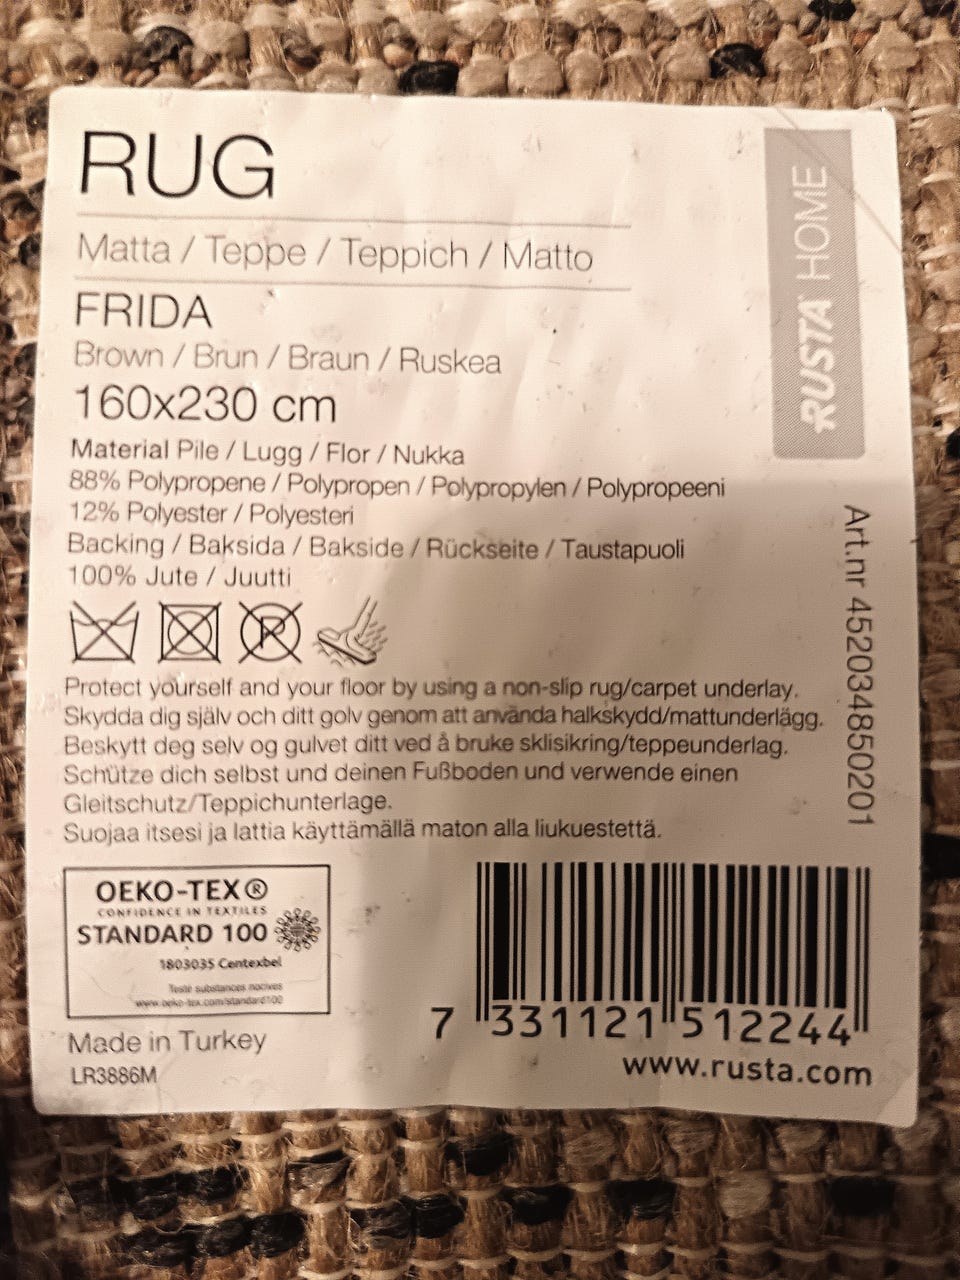 RUG
Matta / Teppe / Teppich / Matto
FRIDA
Brown / Brun / Braun / Ruskea
160x230 cm
Material Pile / Lugg / Flor / Nukka
88% Polypropene / Polypropen / Polypropylen / Polypropeeni
12% Polyester / Polyesteri
Backing / Baksida / Bakside / Rückseite / Taustapuoli
100% Jute / Juutti
P
Protect yourself and your floor by using a non-slip rug/carpet underlay.
Skydda dig själv och ditt golv genom att använda halkskydd/mattunderlägg.
Beskytt deg selv og gulvet ditt ved å bruke sklisikring/teppeunderlag.
Schütze dich selbst und deinen Fußboden und verwende einen
Gleitschutz/Teppichunterlage.
Suojaa itsesi ja lattia käyttämällä maton alla liukuestettä.
RUSTA HOME
Art.nr 452034850201
OEKO-TEX®
CONFIDENCE IN TEXTILES
STANDARD 100
1803035 Centexbel
Testé substances nocives
www.oeko-tex.com/standard100
Made in Turkey
LR3886M
7 331121 512244
www.rusta.com